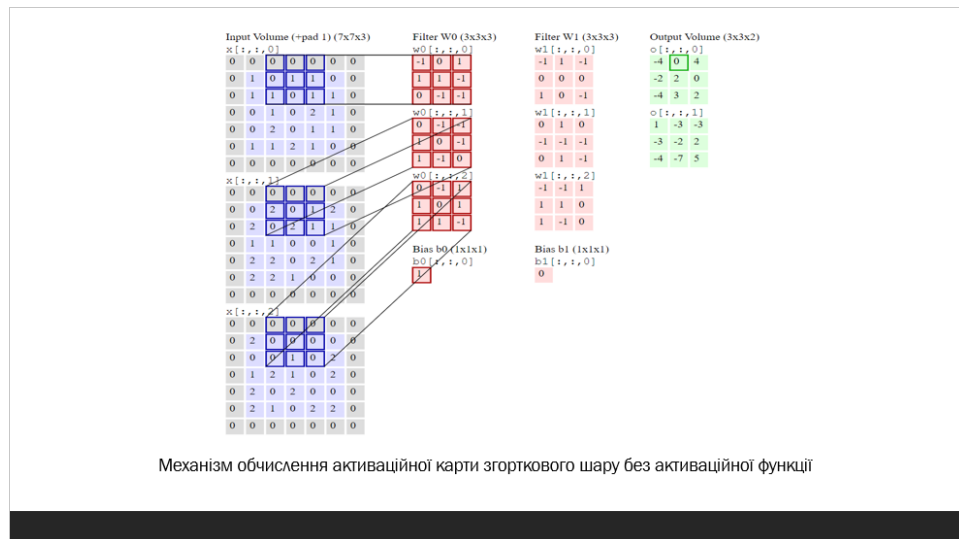 Input Volume (+pad 1) (7x7x3)
x[:,:,0]
0 0 0 0 0 0 0
0 1 0 1 1 0 0
0 1 1 0 1 1 0
0 0 1 0 2 1 0
0 0 2 0 1 1 0
0 1 1 2 1 0 0
0 0 0 0 0 0 0
x[:,:,1]
0 0 0 0 0 0 0
0 0 2 0 1 2 0
0 2 0 2 1 1 0
0 1 1 0 0 1 0
0 2 2 0 2 1 0
0 2 2 1 0 0 0
0 0 0 0 0 0 0
x[:,:,2]
0 0 0 0 0 0 0
0 2 0 0 0 0 0
0 0 0 1 0 2 0
0 1 2 1 0 2 0
0 2 0 2 0 0 0
0 2 1 0 2 2 0
0 0 0 0 0 0 0
Filter W0 (3x3x3)
w0[:,:,0]
-1 0 1
1 1 -1
0 -1 -1
w0[:,:,1]
0 -1 -1
1 0 -1
1 -1 0
w0[:,:,2]
0 -1 1
1 0 1
1 1 -1
Bias b0 (1x1x1)
b0[:,:,0]
1
Filter W1 (3x3x3)
w1[:,:,0]
-1 1 -1
0 0 0
1 0 -1
w1[:,:,1]
0 1 0
-1 -1 -1
0 1 -1
w1[:,:,2]
-1 -1 1
1 1 0
1 -1 0
Bias b1 (1x1x1)
b1[:,:,0]
0
Output Volume (3x3x2)
o[:,:,0]
-4 0 4
-2 2 0
-4 3 2
o[:,:,1]
1 -3 -3
-3 -2 2
-4 -7 5
Механізм обчислення активаційної карти згорткового шару без активаційної функції